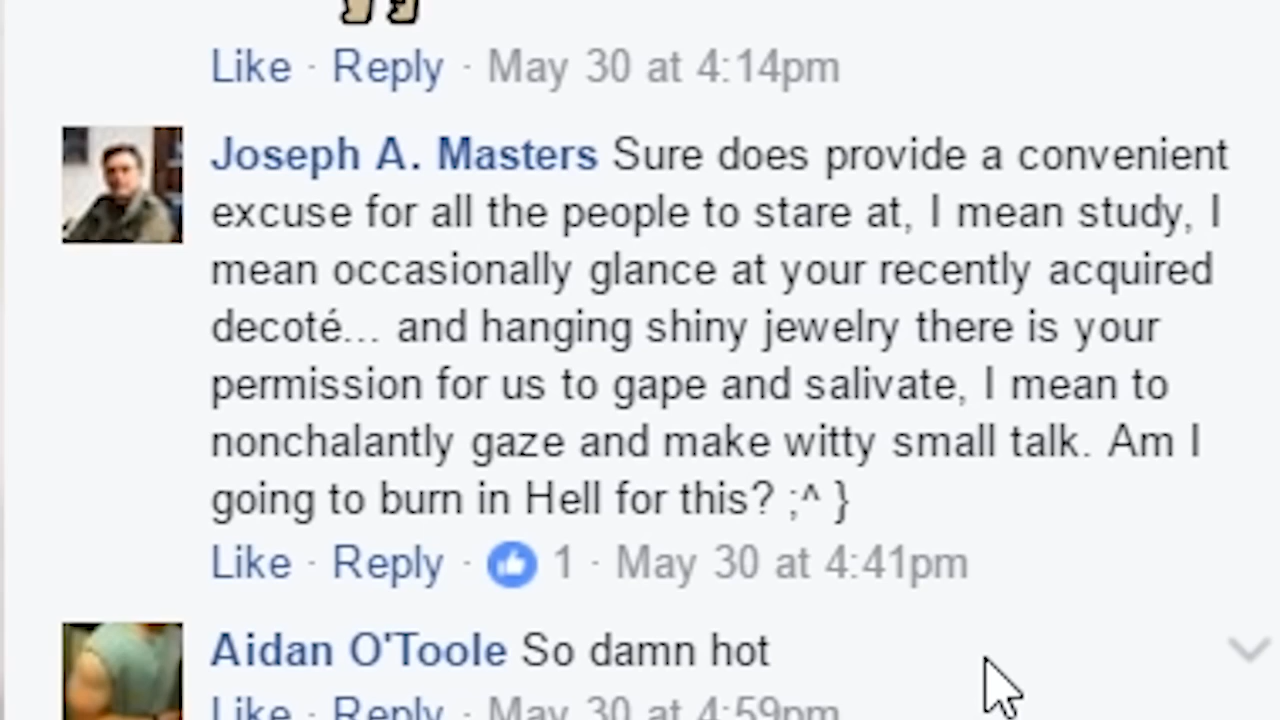 Like · Reply · May 30 at 4:14pm
Joseph A. Masters Sure does provide a convenient
excuse for all the people to stare at, I mean study, I
mean occasionally glance at your recently acquired
decoté... and hanging shiny jewelry there is your
permission for us to gape and salivate, I mean to
nonchalantly gaze and make witty small talk. Am I
going to burn in Hell for this? ;^ }
Like · Reply · 1 · May 30 at 4:41pm
Aidan O'Toole So damn hot
Like · Reply · May 30 at 4:59pm